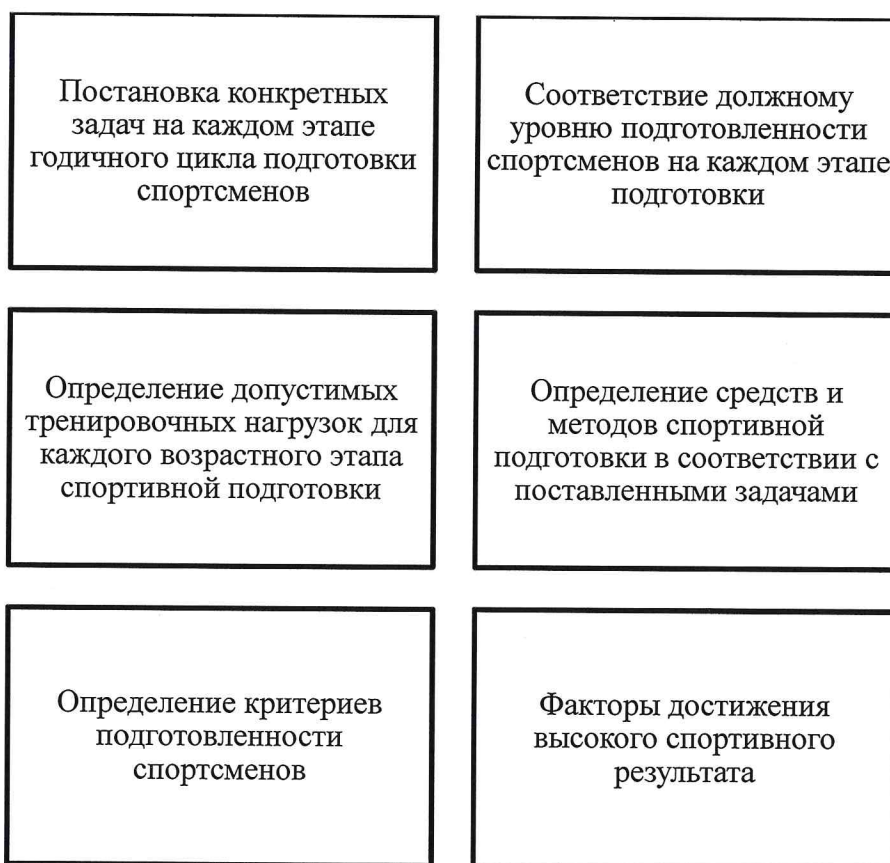 Постановка конкретных
задач на каждом этапе
годичного цикла подготовки
спортсменов
Соответствие должному
уровню подготовленности
спортсменов на каждом этапе
подготовки
Определение допустимых
тренировочных нагрузок для
каждого возрастного этапа
спортивной подготовки
Определение средств и
методов спортивной
подготовки в соответствии с
поставленными задачами
Определение критериев
подготовленности
спортсменов
Факторы достижения
высокого спортивного
результата